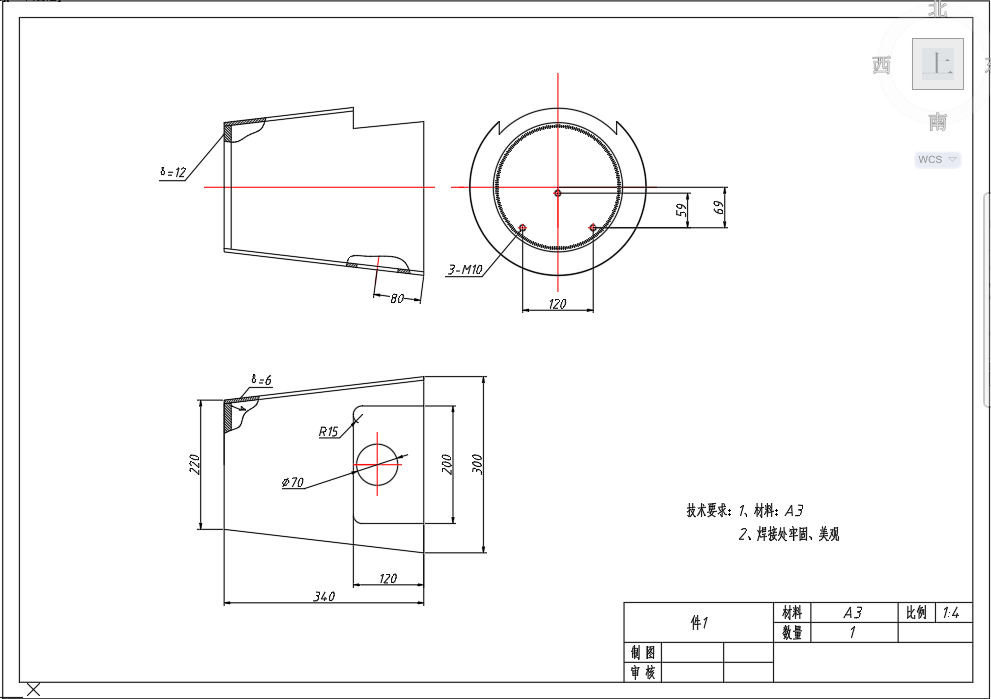 北
西
上
南
WCS
δ=12
59
69
3-M10
80
120
δ=6
R15
220
200
300
Φ70
技术要求：1、材料：A3
2、焊接处牢固、美观
120
340
件1
材料 A3 比例 1:4
数量 1
制 图
审 核